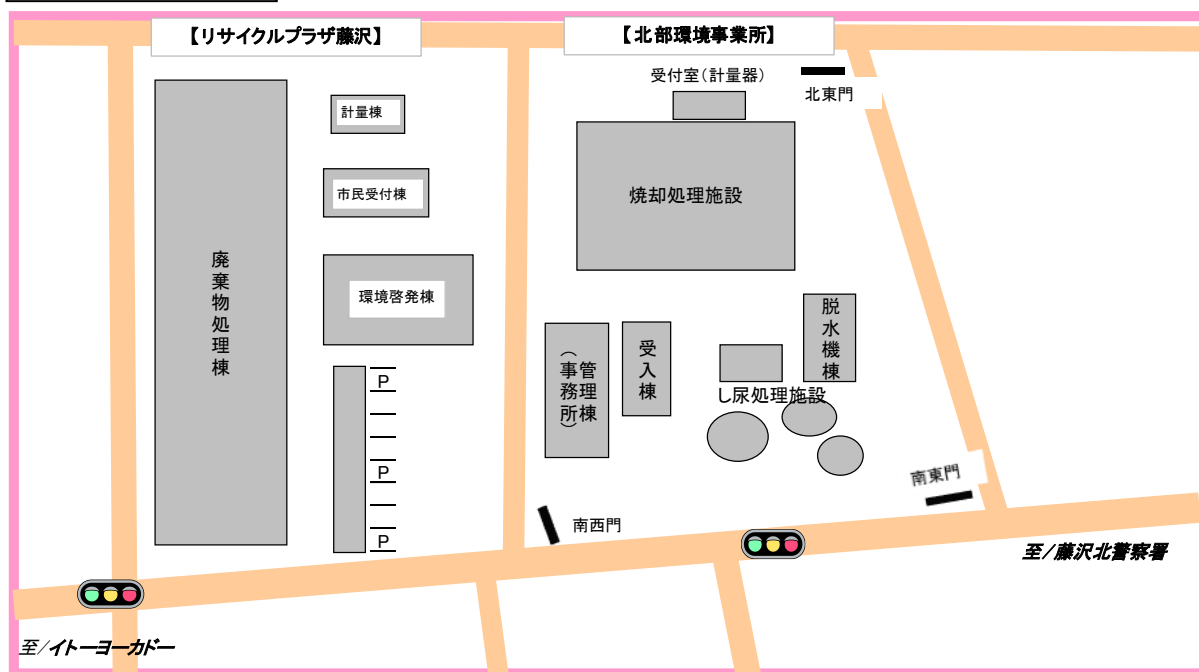 【リサイクルプラザ藤沢】
【北部環境事業所】
受付室(計量器)
北東門
計量棟
市民受付棟
焼却処理施設
廃棄物処理棟
環境啓発棟
脱水機棟
管理棟
(事務所)
受入棟
し尿処理施設
P
P
P
南東門
南西門
至/藤沢北警察署
至/イトーヨーカドー